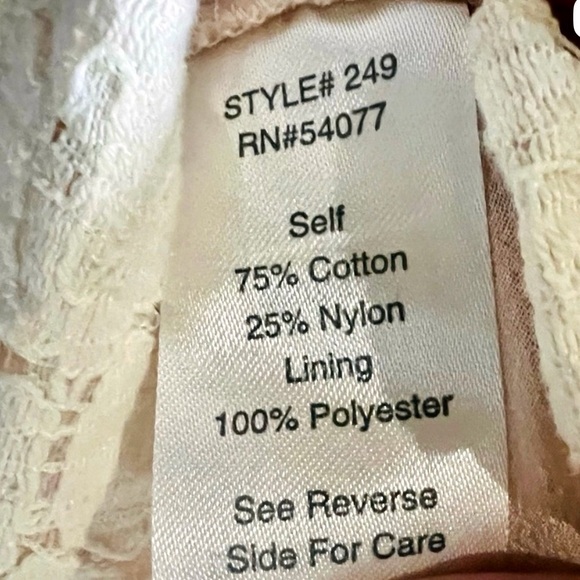 STYLE# 249
RN#54077
Self
75% Cotton
25% Nylon
Lining
100% Polyester
See Reverse
Side For Care